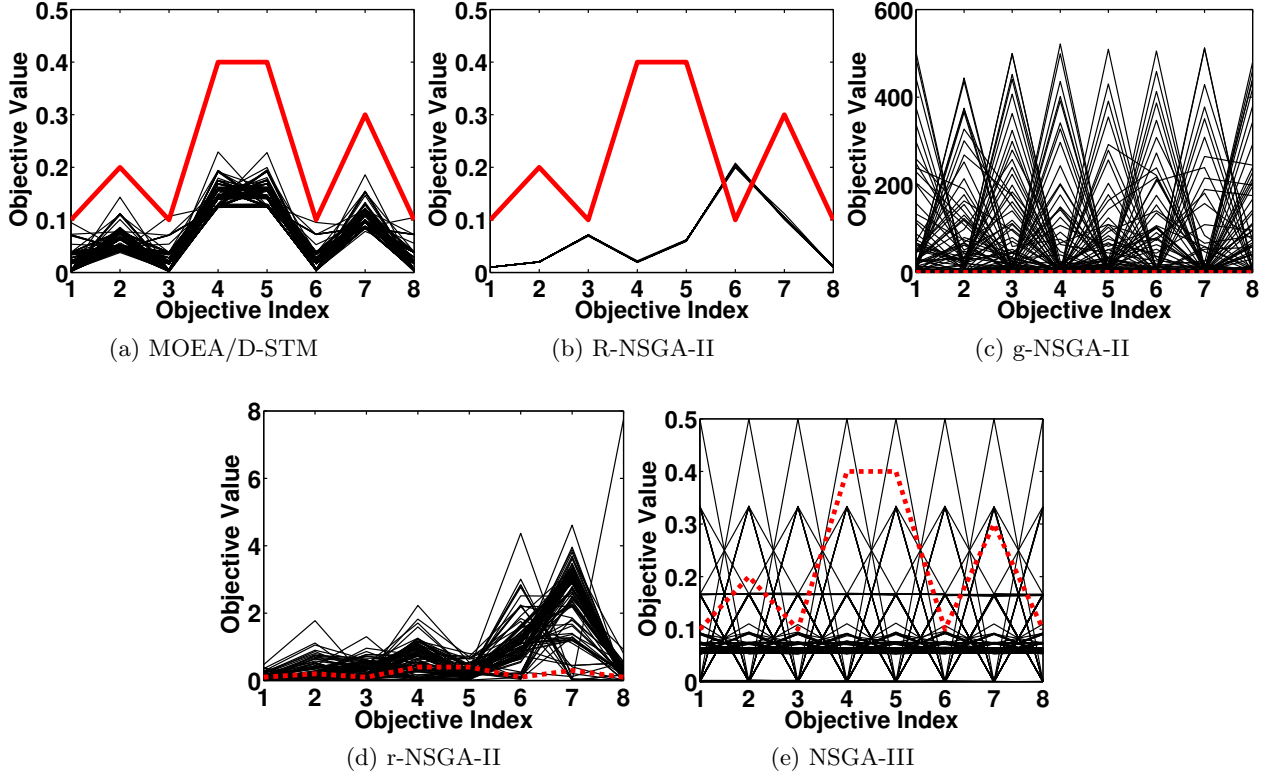 0.5
0.4
0.3
0.2
0.1
0
Objective Value
1 2 3 4 5 6 7 8
Objective Index
(a) MOEA/D-STM
0.5
0.4
0.3
0.2
0.1
0
Objective Value
1 2 3 4 5 6 7 8
Objective Index
(b) R-NSGA-II
600
400
200
0
Objective Value
1 2 3 4 5 6 7 8
Objective Index
(c) g-NSGA-II
8
6
4
2
0
Objective Value
1 2 3 4 5 6 7 8
Objective Index
(d) r-NSGA-II
0.5
0.4
0.3
0.2
0.1
0
Objective Value
1 2 3 4 5 6 7 8
Objective Index
(e) NSGA-III